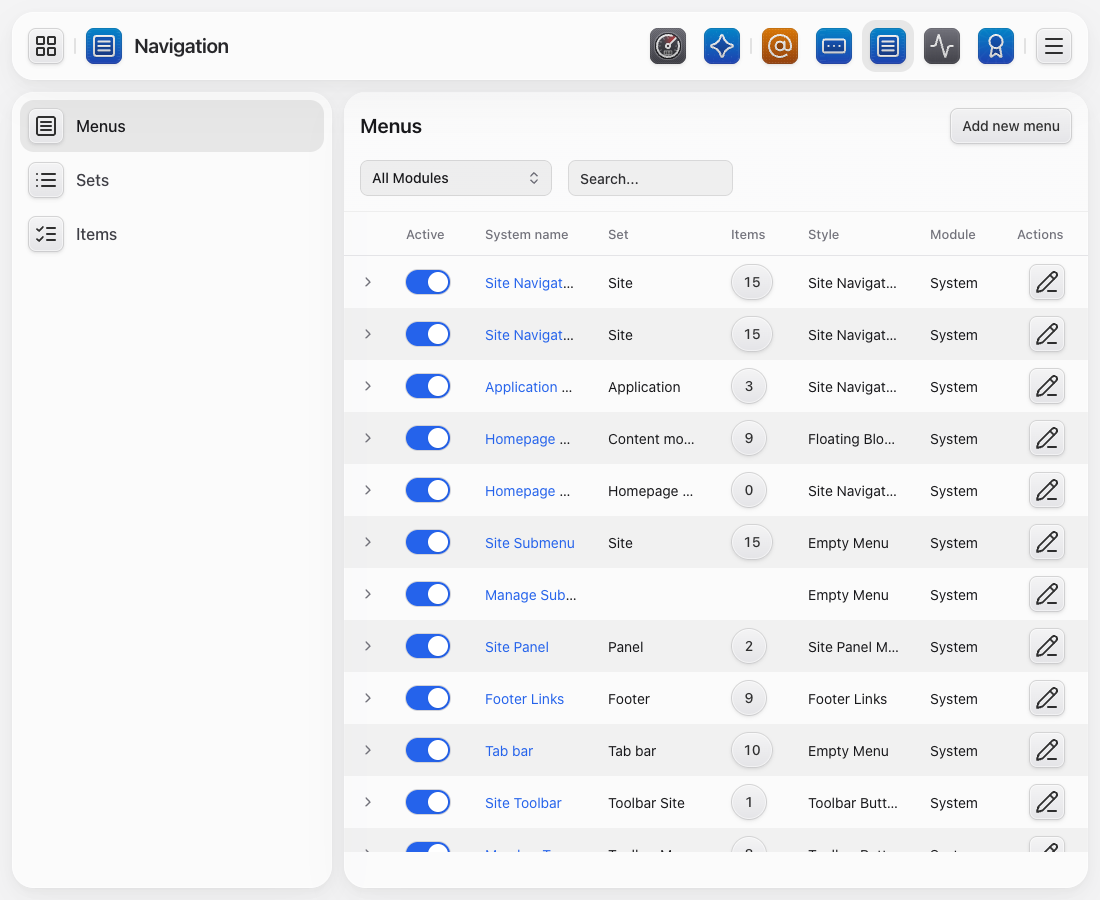 Navigation
Menus
Sets
Items
Menus
Add new menu
All Modules
Search...
Active System name Set Items Style Module Actions
Site Navigat... Site 15 Site Navigat... System
Site Navigat... Site 15 Site Navigat... System
Application ... Application 3 Site Navigat... System
Homepage ... Content mo... 9 Floating Blo... System
Homepage ... Homepage ... 0 Site Navigat... System
Site Submenu Site 15 Empty Menu System
Manage Sub... Empty Menu System
Site Panel Panel 2 Site Panel M... System
Footer Links Footer 9 Footer Links System
Tab bar Tab bar 10 Empty Menu System
Site Toolbar Toolbar Site 1 Toolbar Butt... System